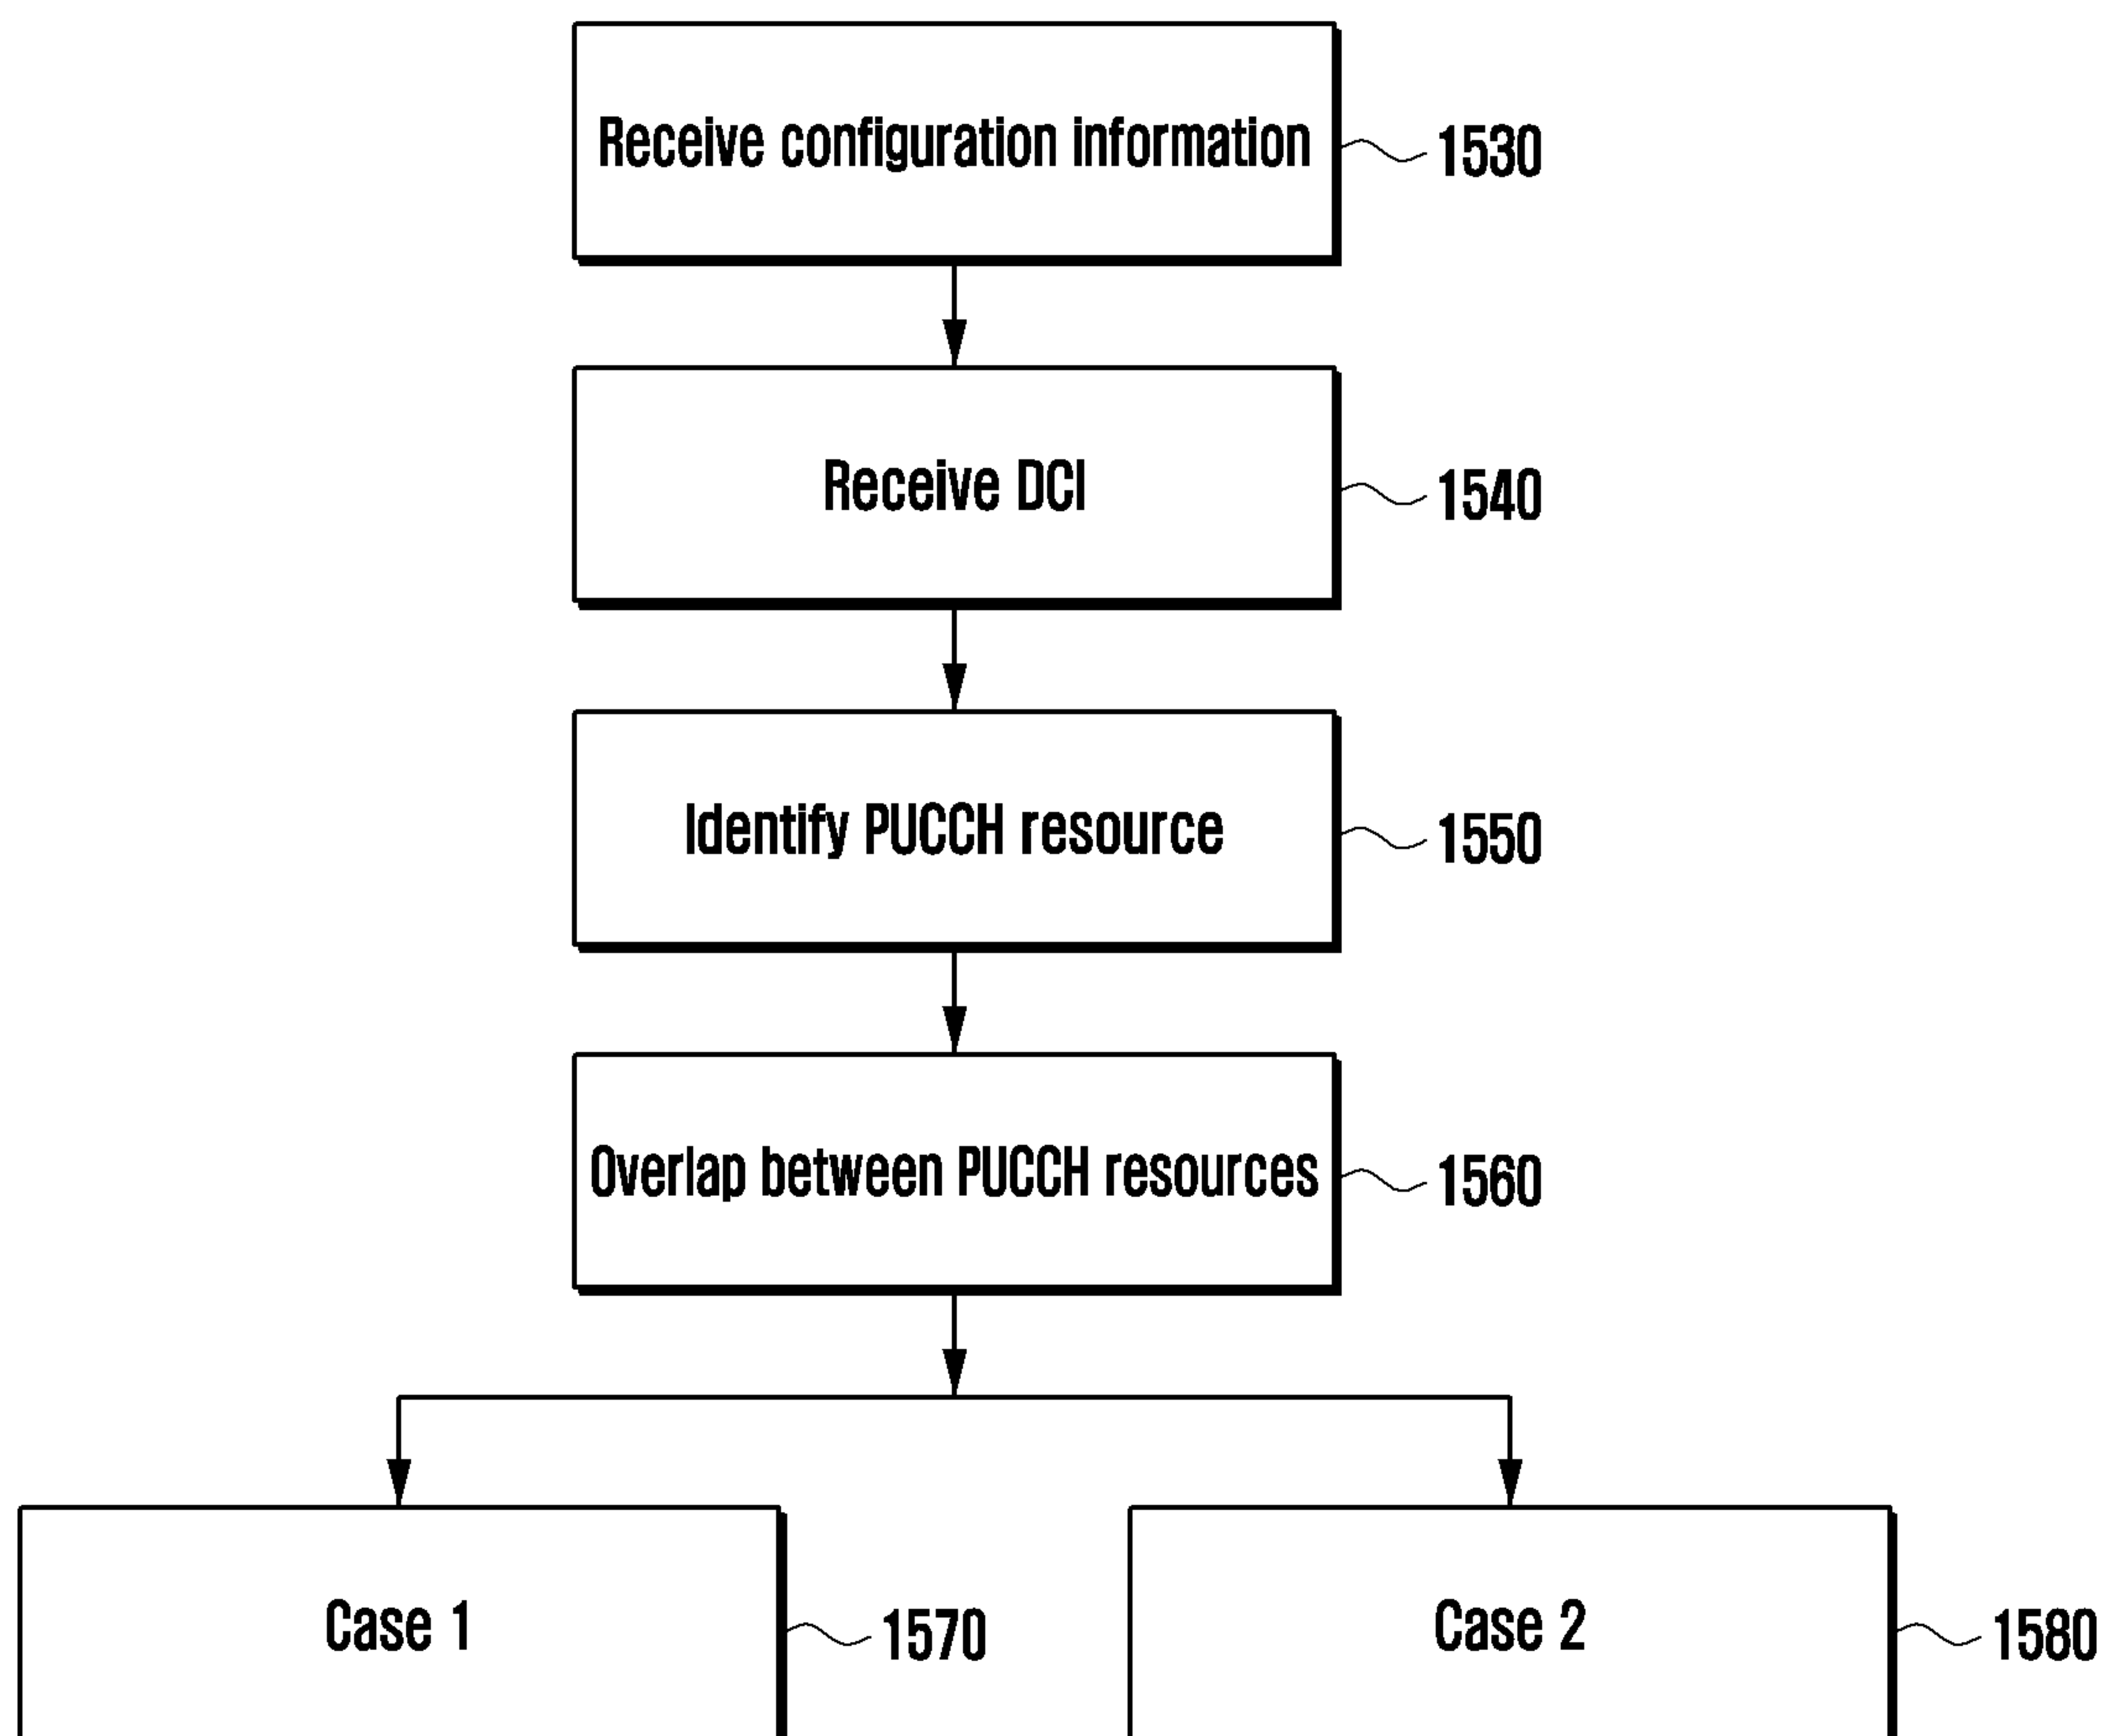 Receive configuration information
1530
Receive DCI
1540
Identify PUCCH resource
1550
Overlap between PUCCH resources
1560
Case 1
1570
Case 2
1580